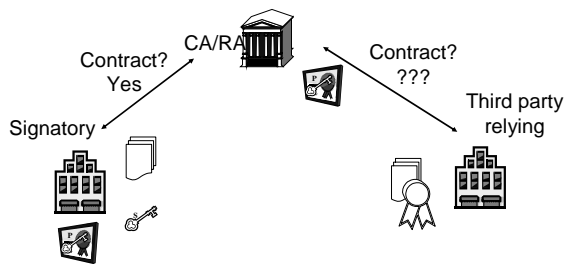 CA/RA
Contract?
Yes
Contract?
???
Signatory
Third party
relying
P
S
P